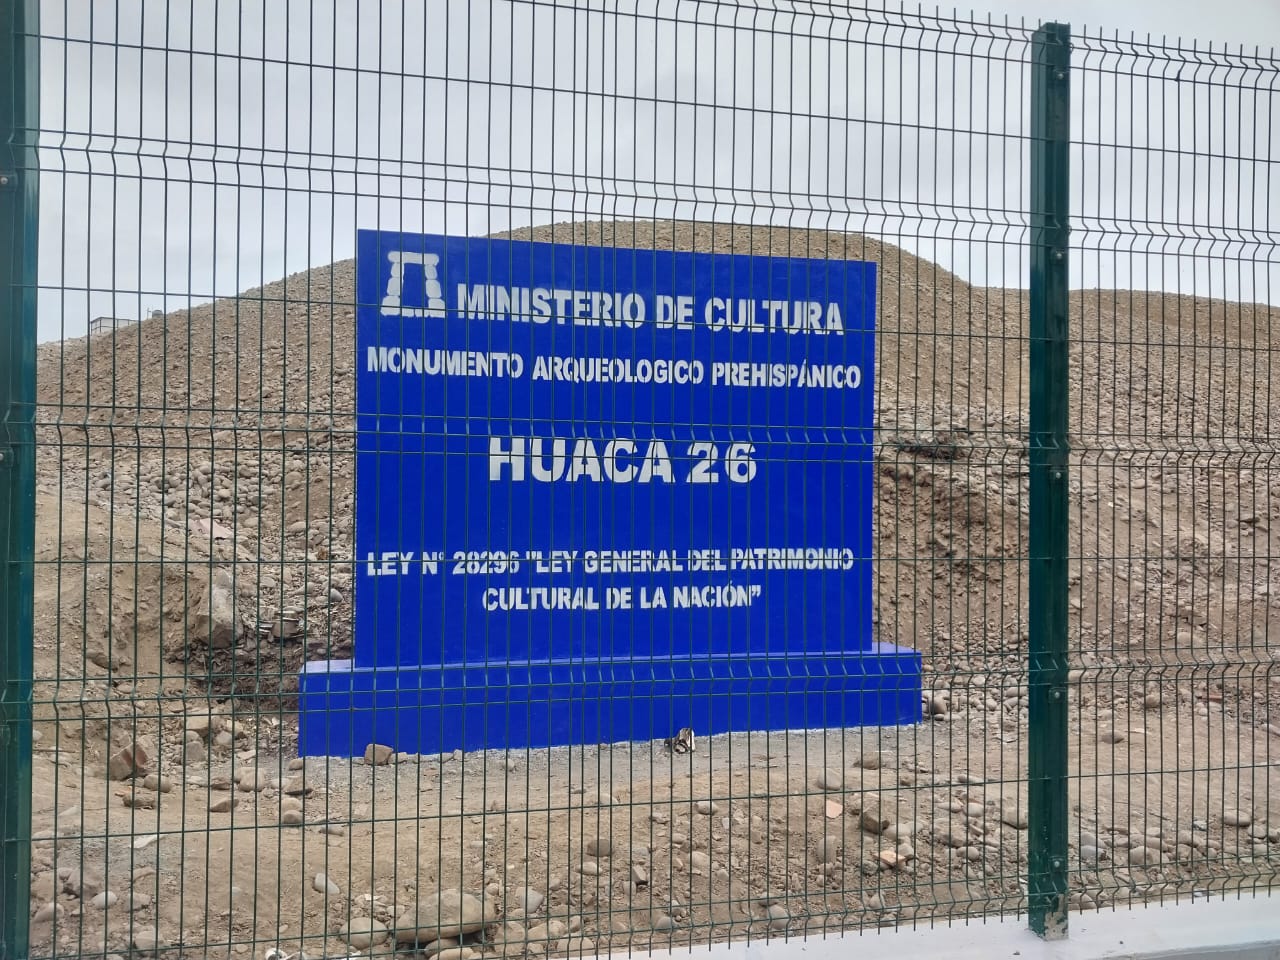 MINISTERIO DE CULTURA
MONUMENTO ARQUEOLOGICO PREHISPÁNICO
HUACA 26
LEY N° 28296 "LEY GENERAL DEL PATRIMONIO
CULTURAL DE LA NACIÓN"